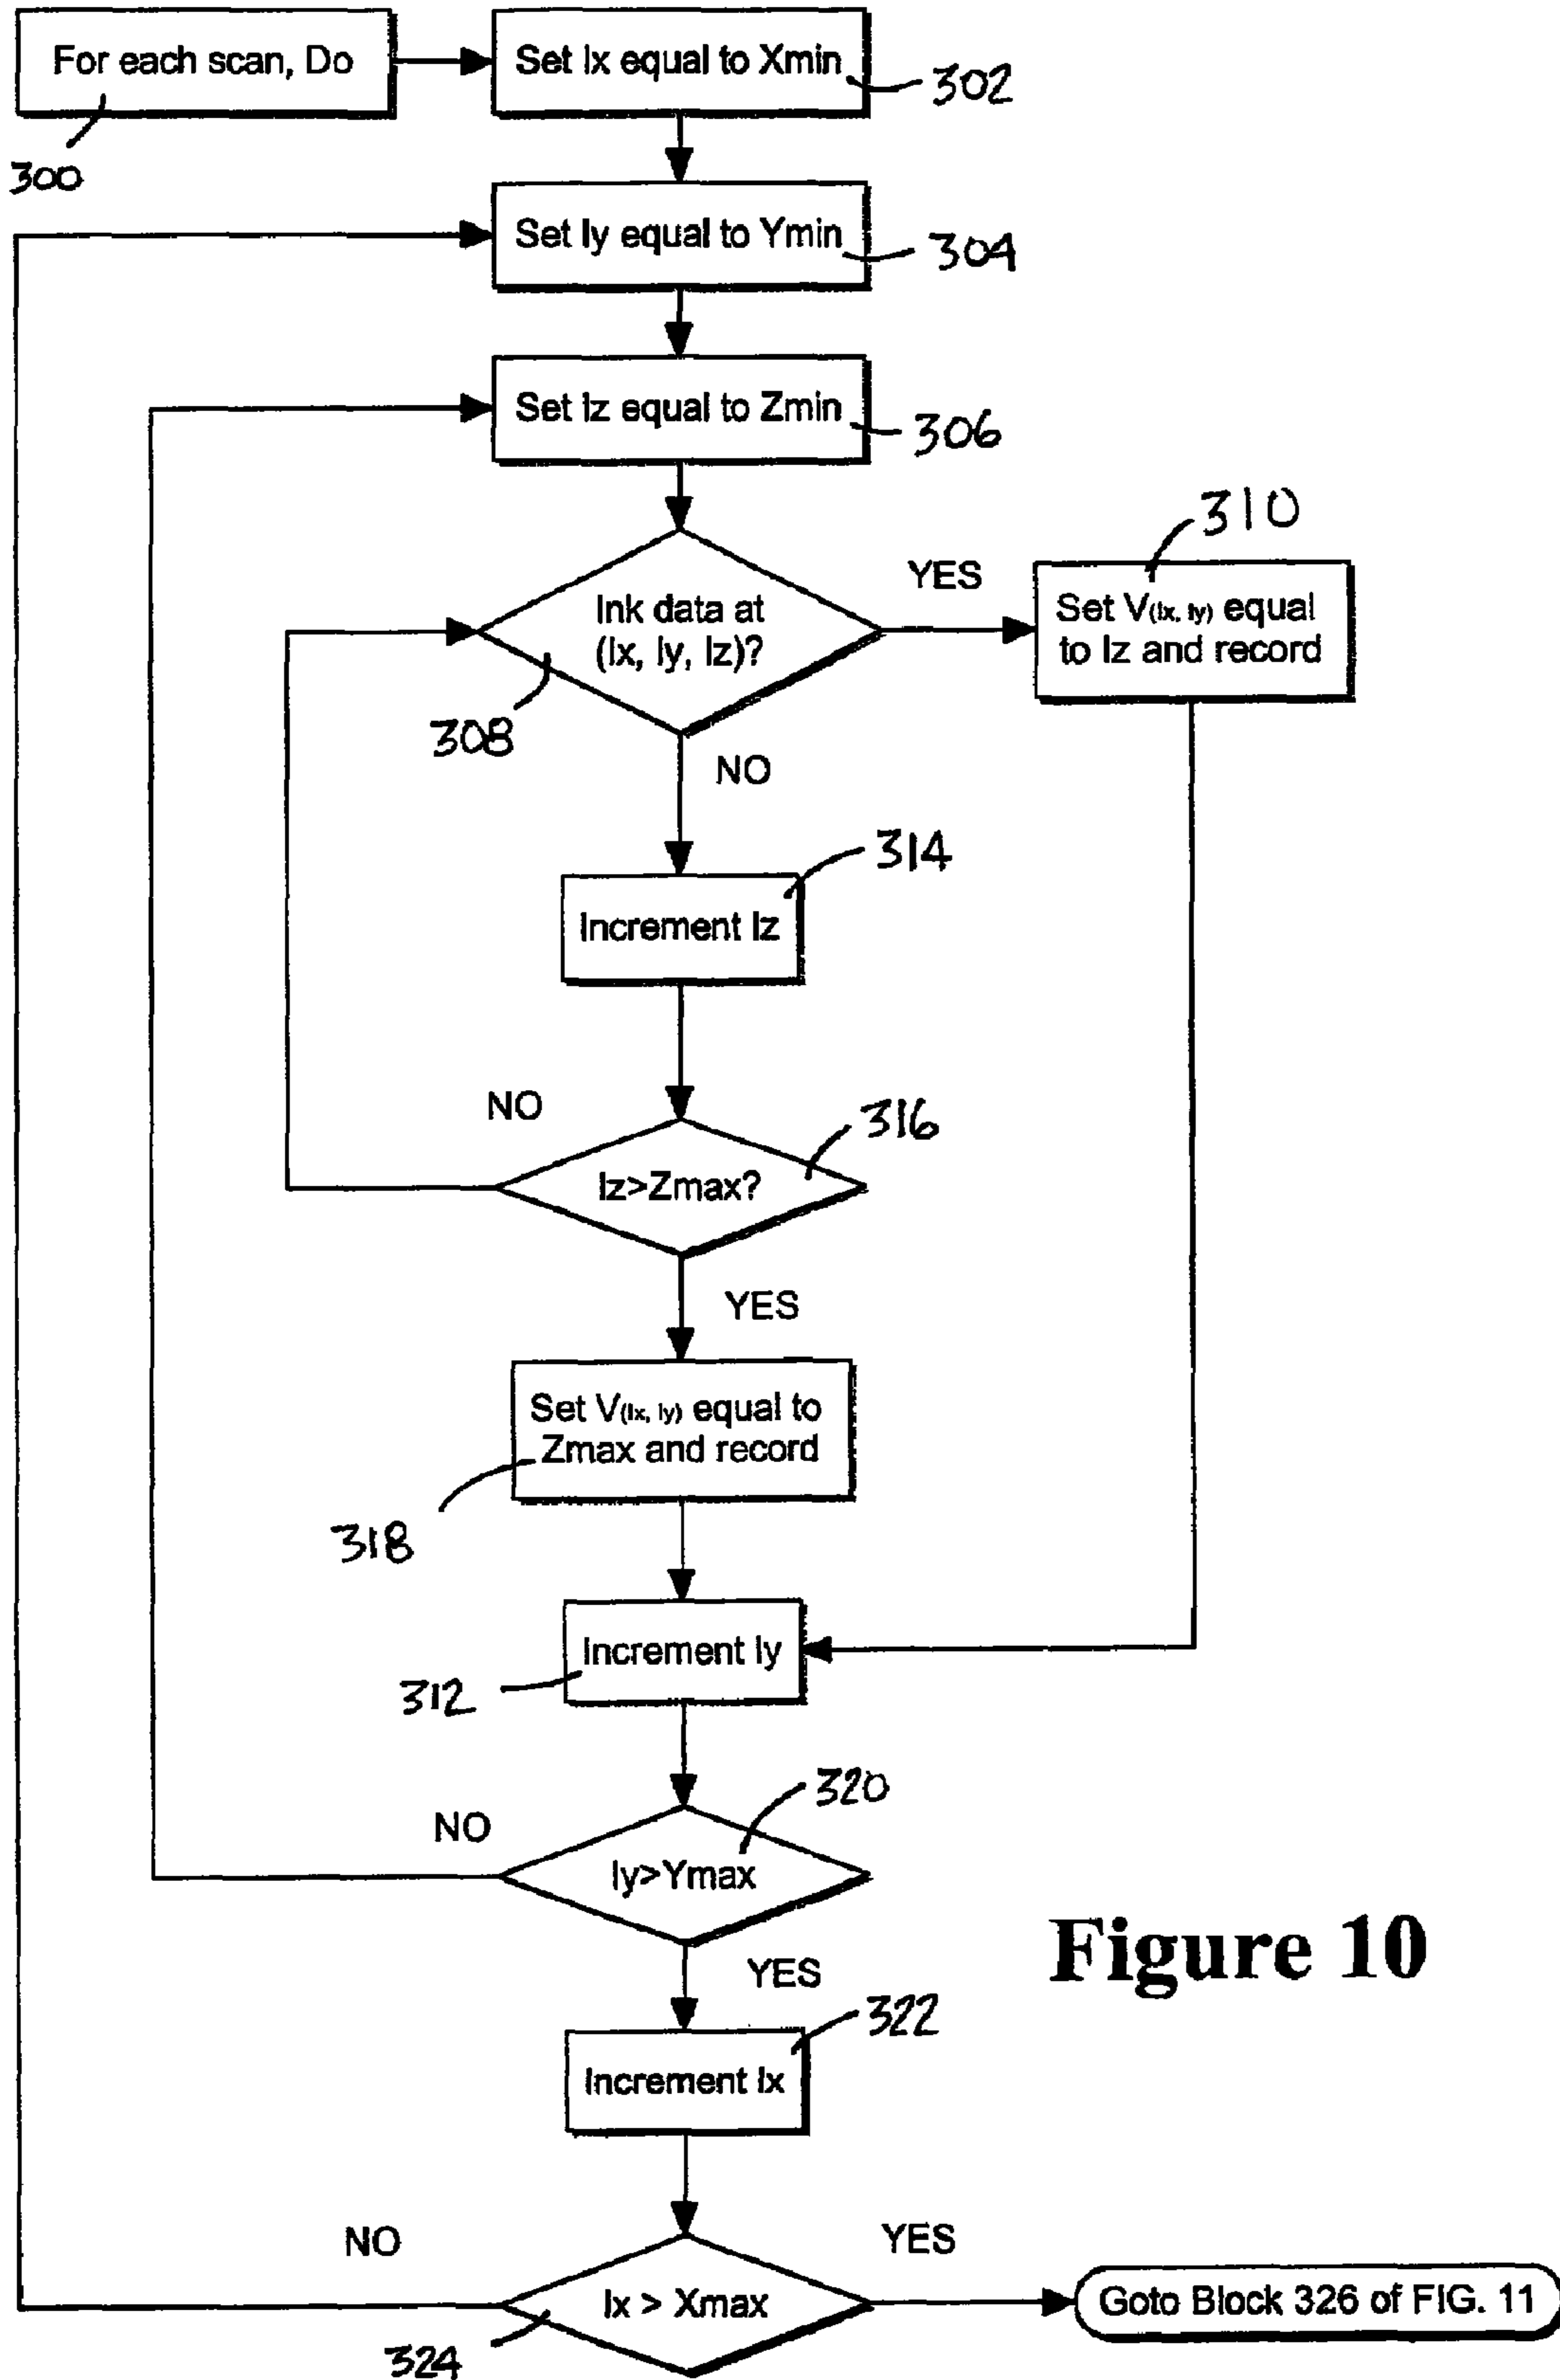 For each scan, Do
300
Set Ix equal to Xmin
302
Set Iy equal to Ymin
304
Set Iz equal to Zmin
306
Ink data at
(Ix, Iy, Iz)?
308
YES
310
Set V(Ix, Iy) equal
to Iz and record
NO
314
Increment Iz
NO
316
Iz>Zmax?
YES
Set V(Ix, Iy) equal to
Zmax and record
318
Increment Iy
312
320
NO
Iy>Ymax
YES
Figure 10
322
Increment Ix
NO
YES
Ix > Xmax
324
Goto Block 326 of FIG. 11